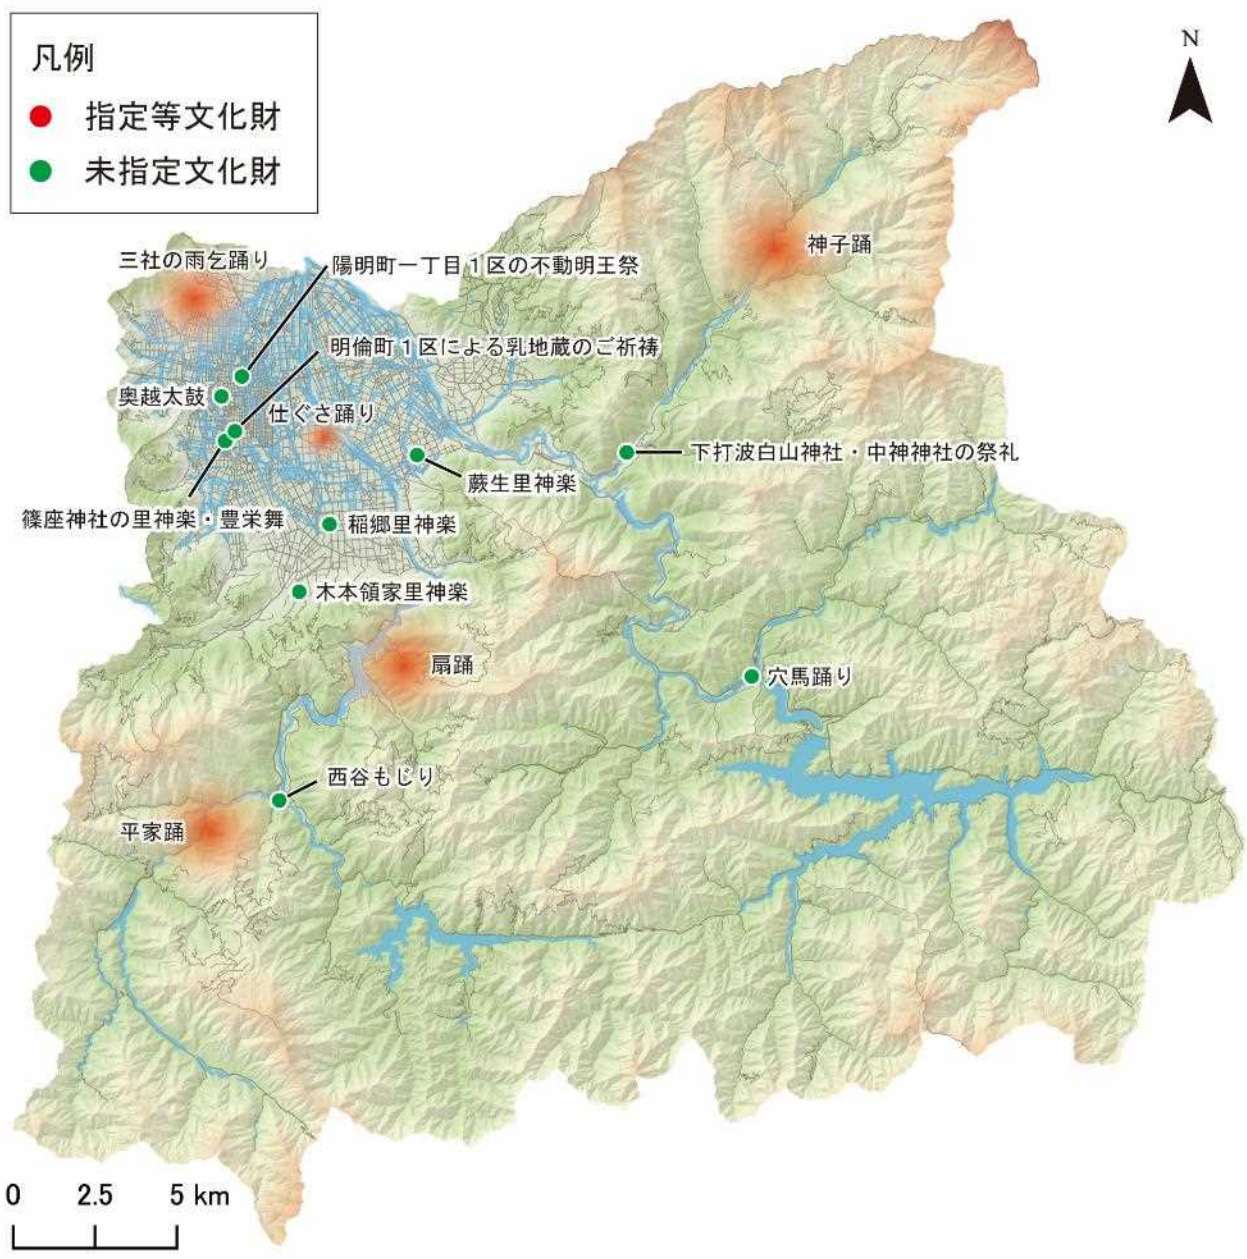 凡例
指定等文化財
未指定文化財
N
神子踊
三社の雨乞踊り
陽明町一丁目1区の不動明王祭
明倫町1区による乳地蔵のご祈祷
奥越太鼓
仕ぐさ踊り
下打波白山神社・中神神社の祭礼
蕨生里神楽
篠座神社の里神楽・豊栄舞
稲郷里神楽
木本領家里神楽
扇踊
穴馬踊り
西谷もじり
平家踊
0 2.5 5 km